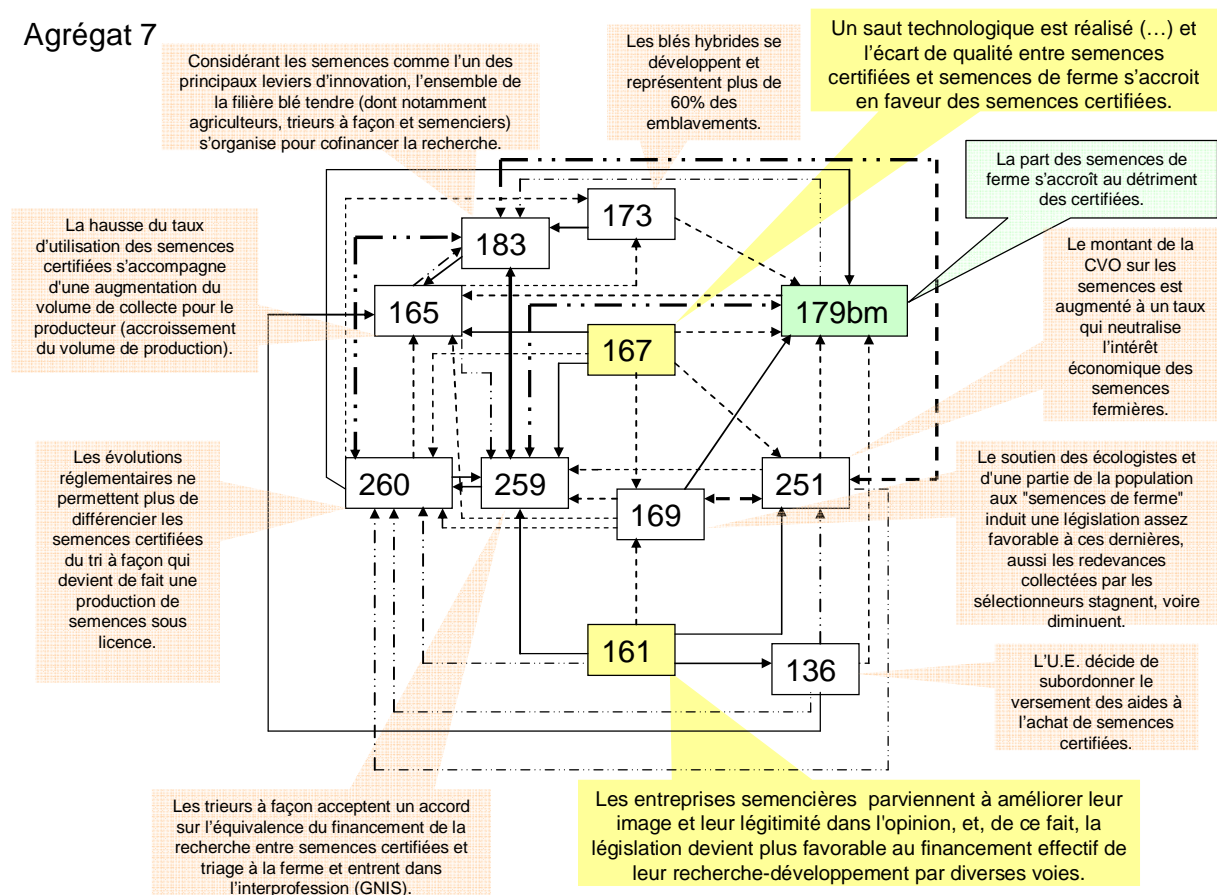 Agrégat 7
Considérant les semences comme l'un des
principaux leviers d'innovation, l'ensemble de
la filière blé tendre (dont notamment
agriculteurs, trieurs à façon et semenciers)
s'organise pour cofinancer la recherche.
Les blés hybrides se
développent et
représentent plus de
60% des
emblavements.
Un saut technologique est réalisé (…) et
l'écart de qualité entre semences
certifiées et semences de ferme s'accroit
en faveur des semences certifiées.
La part des semences de
ferme s'accroît au détriment
des certifiées.
La hausse du taux
d'utilisation des semences
certifiées s'accompagne
d'une augmentation du
volume de collecte pour le
producteur (accroissement
du volume de production).
Le montant de la
CVO sur les
semences est
augmenté à un taux
qui neutralise
l'intérêt
économique des
semences
fermières.
173
183
165
179bm
167
260
259
251
169
161
136
Les évolutions
réglementaires ne
permettent plus de
différencier les
semences certifiées
du tri à façon qui
devient de fait une
production de
semences sous
licence.
Le soutien des écologistes et
d'une partie de la population
aux "semences de ferme"
induit une législation assez
favorable à ces dernières,
aussi les redevances
collectées par les
sélectionneurs stagnent, voire
diminuent.
L'U.E. décide de
subordonner le
versement des aides à
l'achat de semences
certifiées.
Les trieurs à façon acceptent un accord
sur l'équivalence du financement de la
recherche entre semences certifiées et
triage à la ferme et entrent dans
l'interprofession (GNIS).
Les entreprises semencières parviennent à améliorer leur
image et leur légitimité dans l'opinion, et, de ce fait, la
législation devient plus favorable au financement effectif de
leur recherche-développement par diverses voies.